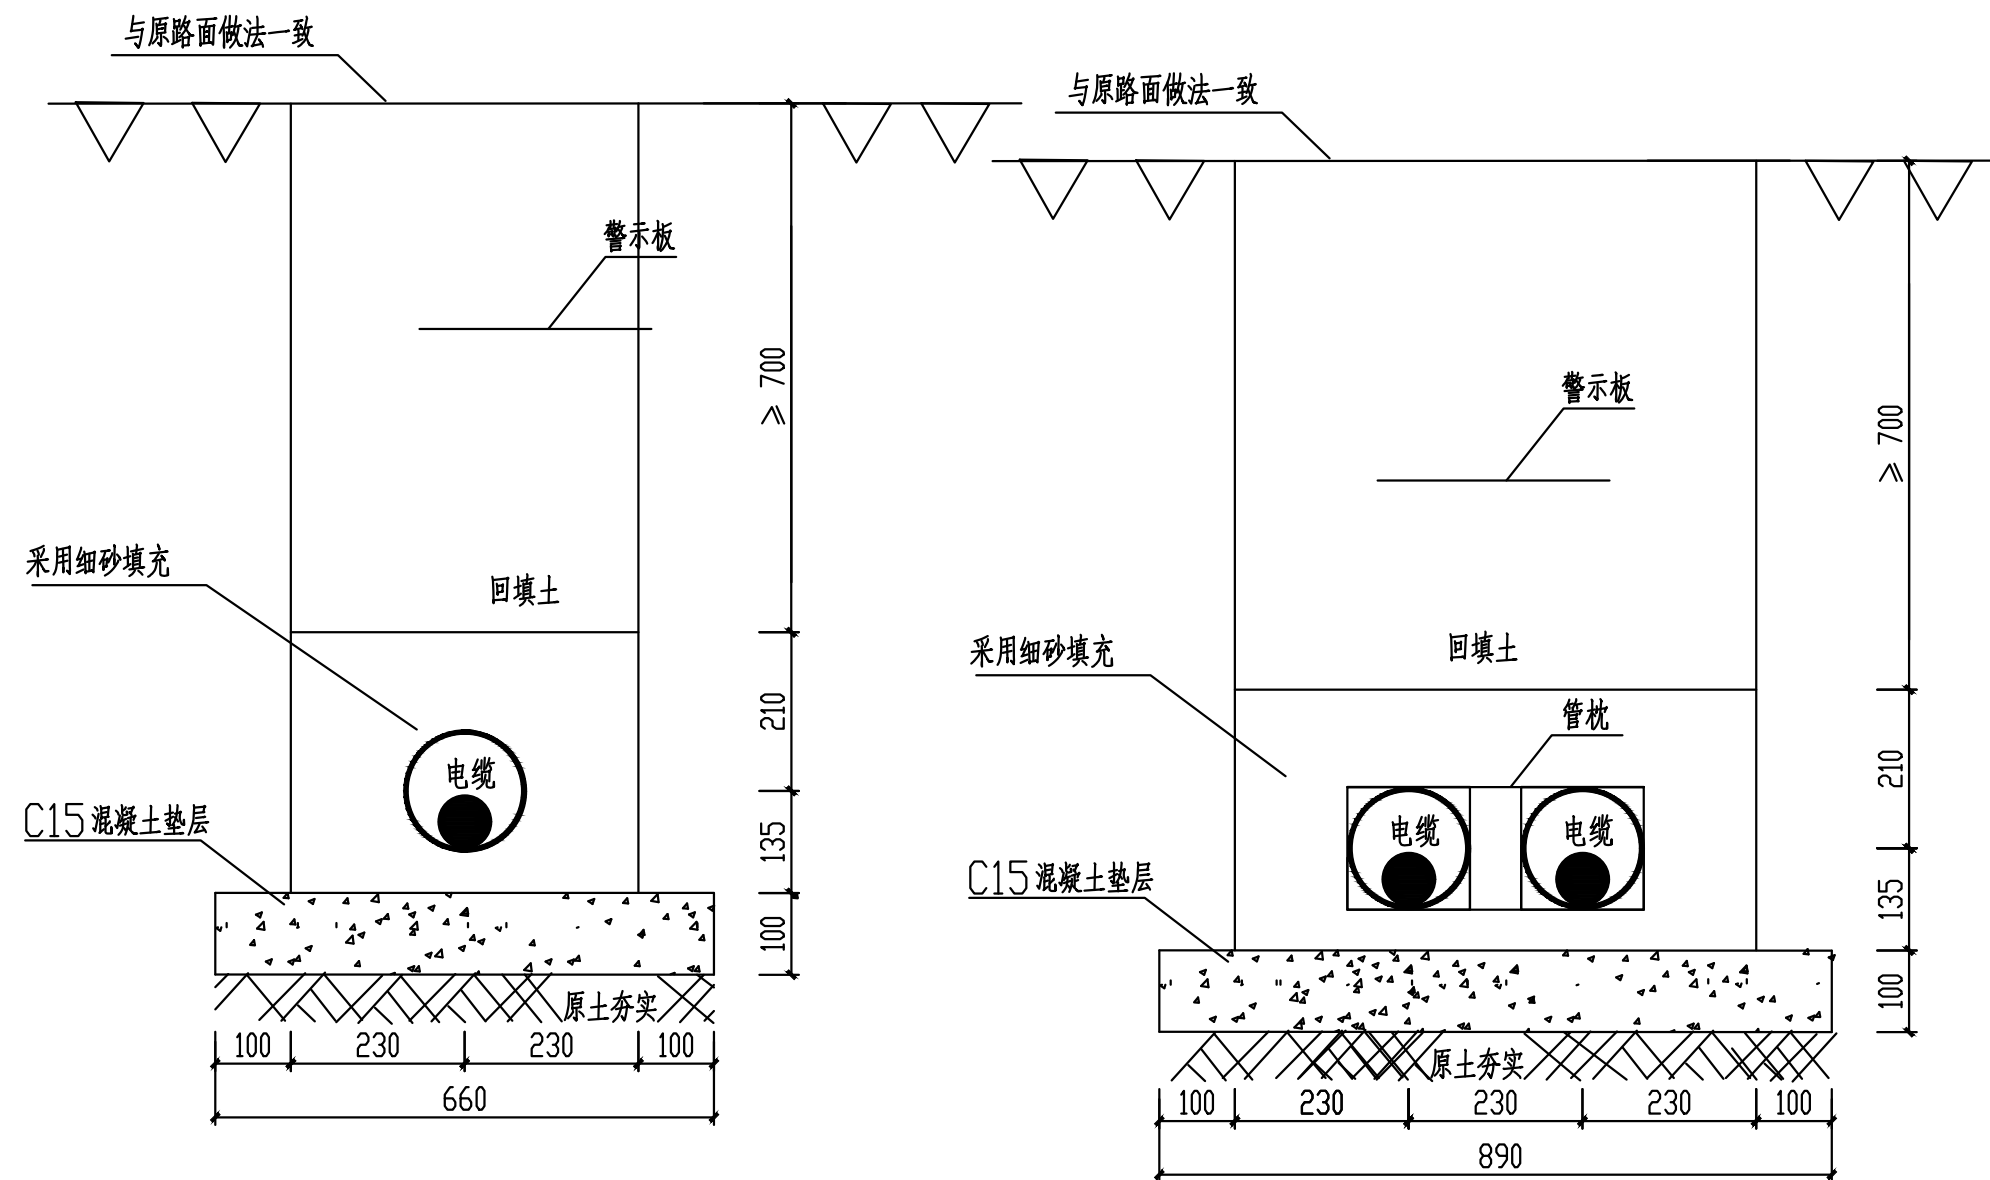 与原路面做法一致
警示板
≥ 700
采用细砂填充
回填土
210
电缆
C15混凝土垫层
135
100
原土夯实
100 230 230 100
660
与原路面做法一致
警示板
≥ 700
采用细砂填充
回填土
管枕
210
电缆 电缆
C15混凝土垫层
135
100
原土夯实
100 230 230 230 100
890